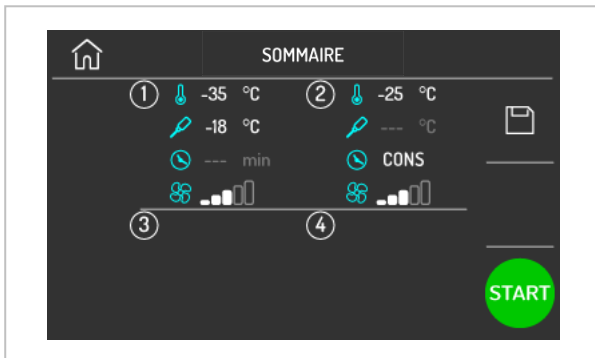 SOMMAIRE
1 -35 °C 2 -25 °C
-18 °C --- °C
--- min CONS
3 4
START